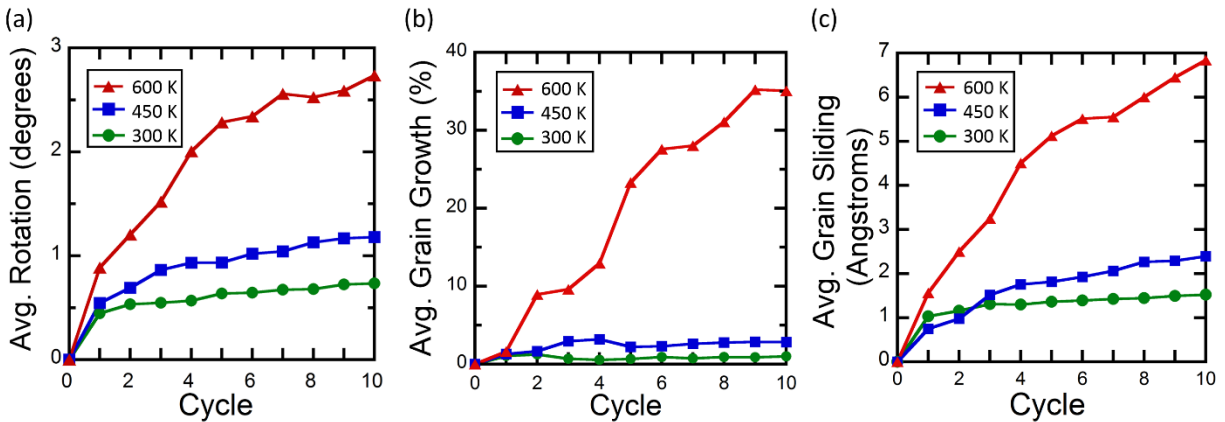 (a)
Avg. Rotation (degrees)
3
2
1
0
600 K
450 K
300 K
0 2 4 6 8 10
Cycle
(b)
Avg. Grain Growth (%)
40
30
20
10
0
600 K
450 K
300 K
0 2 4 6 8 10
Cycle
(c)
Avg. Grain Sliding
(Angstroms)
7
6
5
4
3
2
1
0
600 K
450 K
300 K
0 2 4 6 8 10
Cycle